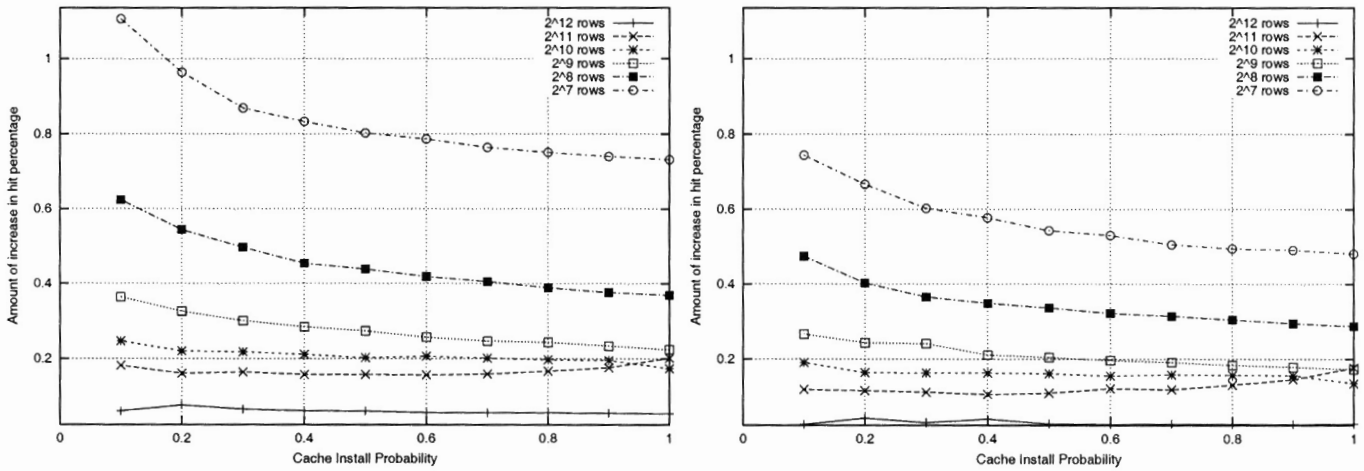 Amount of increase in hit percentage
1
0.8
0.6
0.4
0.2
0
0.2
0.4
0.6
0.8
1
Cache Install Probability
2^12 rows
2^11 rows
2^10 rows
2^9 rows
2^8 rows
2^7 rows
Amount of increase in hit percentage
1
0.8
0.6
0.4
0.2
0
0.2
0.4
0.6
0.8
1
Cache Install Probability
2^12 rows
2^11 rows
2^10 rows
2^9 rows
2^8 rows
2^7 rows